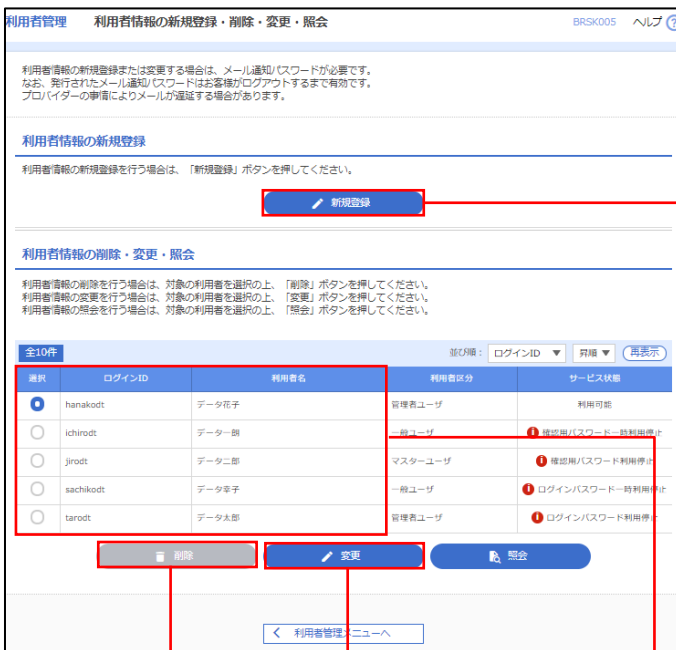 利用者管理 利用者情報の新規登録・削除・変更・照会 BRSK005 ヘルプ ?
利用者情報の新規登録または変更する場合は、メール通知パスワードが必要です。
なお、発行されたメール通知パスワードはお客様がログアウトするまで有効です。
プロバイダーの事情によりメールが遅延する場合があります。
利用者情報の新規登録
利用者情報の新規登録を行う場合は、「新規登録」ボタンを押してください。
新規登録
利用者情報の削除・変更・照会
利用者情報の削除を行う場合は、対象の利用者を選択の上、「削除」ボタンを押してください。
利用者情報の変更を行う場合は、対象の利用者を選択の上、「変更」ボタンを押してください。
利用者情報の照会を行う場合は、対象の利用者を選択の上、「照会」ボタンを押してください。
全10件 並び順: ログインID ▼ 昇順 ▼ 再表示
選択 ログインID 利用者名 利用者区分 サービス状態
hanakodt データ花子 管理者ユーザ 利用可能
ichirodt データ一朗 一般ユーザ 確認用パスワード一時利用停止
jirodt データ二郎 マスターユーザ 確認用パスワード利用停止
sachikodt データ幸子 一般ユーザ ログインパスワード一時利用停止
tarodt データ太郎 管理者ユーザ ログインパスワード利用停止
削除 変更 照会
利用者管理メニューへ